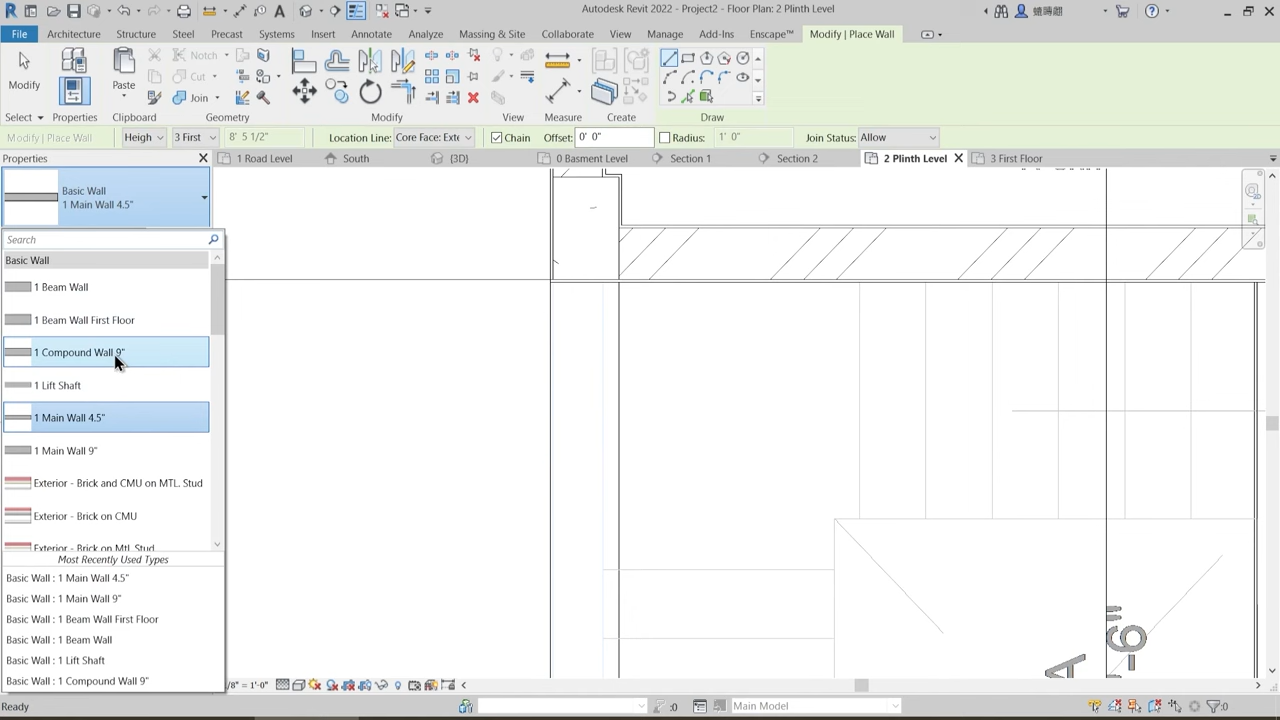 Autodesk Revit 2022 - Project2 - Floor Plan: 2 Plinth Level
File Architecture Structure Steel Precast Systems Insert Annotate Analyze Massing & Site Collaborate View Manage Add-Ins Enscape™ Modify | Place Wall
Modify
Paste
Notch
Cut
Join
Select Properties Clipboard Geometry Modify View Measure Create Draw
Modify | Place Wall Heigh 3 First 8' 5 1/2" Location Line: Core Face: Exte Chain Offset: 0' 0" Radius: 1' 0" Join Status: Allow
Properties
1 Road Level South {3D} 0 Basment Level Section 1 Section 2 2 Plinth Level 3 First Floor
Basic Wall
1 Main Wall 4.5"
Search
Basic Wall
1 Beam Wall
1 Beam Wall First Floor
1 Compound Wall 9"
1 Lift Shaft
1 Main Wall 4.5"
1 Main Wall 9"
Exterior - Brick and CMU on MTL. Stud
Exterior - Brick on CMU
Exterior - Brick on Mtl. Stud
Most Recently Used Types
Basic Wall : 1 Main Wall 4.5"
Basic Wall : 1 Main Wall 9"
Basic Wall : 1 Beam Wall First Floor
Basic Wall : 1 Beam Wall
Basic Wall : 1 Lift Shaft
Basic Wall : 1 Compound Wall 9"
/8" = 1'-0"
Ready :0 Main Model :0